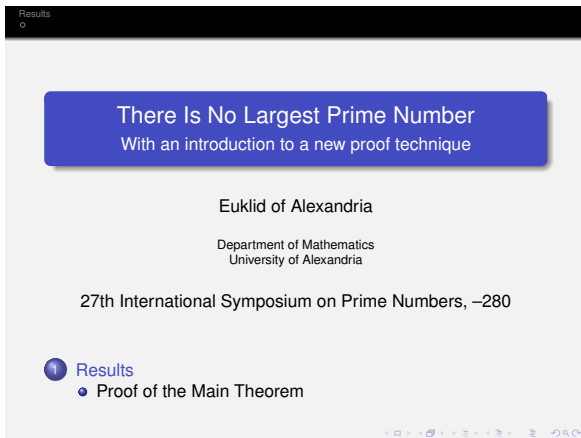 Results
There Is No Largest Prime Number
With an introduction to a new proof technique
Euklid of Alexandria
Department of Mathematics
University of Alexandria
27th International Symposium on Prime Numbers, –280
1 Results
Proof of the Main Theorem